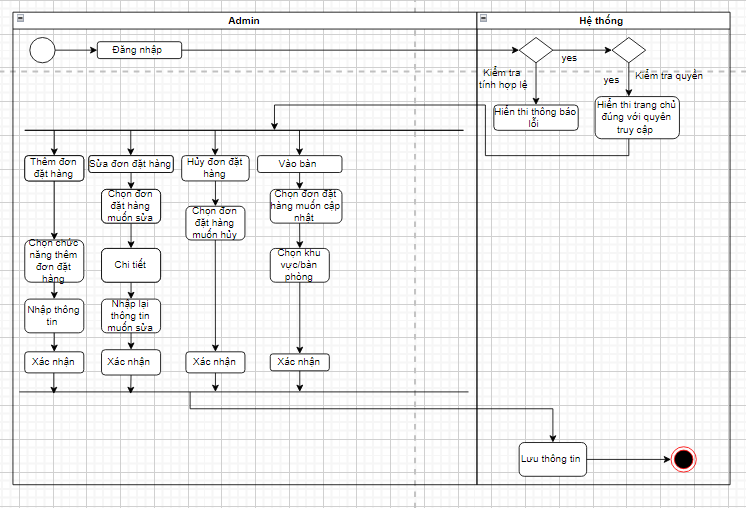 Admin
Hệ thống
Đăng nhập
yes
Kiểm tra
tính hợp lệ
yes
Kiểm tra quyền
Hiển thi thông báo
lỗi
Hiển thi trang chủ
đúng với quyền
truy cập
Thêm đơn
đặt hàng
Sửa đơn đặt hàng
Hủy đơn đặt
hàng
Vào bàn
Chọn đơn
đặt hàng
muốn sửa
Chọn đơn
đặt hàng
muốn hủy
Chọn đơn đặt
hàng muốn cập
nhật
Chọn chức
năng thêm
đơn đặt
hàng
Chi tiết
Chọn khu
vực/bàn
phòng
Nhập thông
tin
Nhập lại
thông tin
muốn sửa
Xác nhận
Xác nhận
Xác nhận
Xác nhận
Lưu thông tin